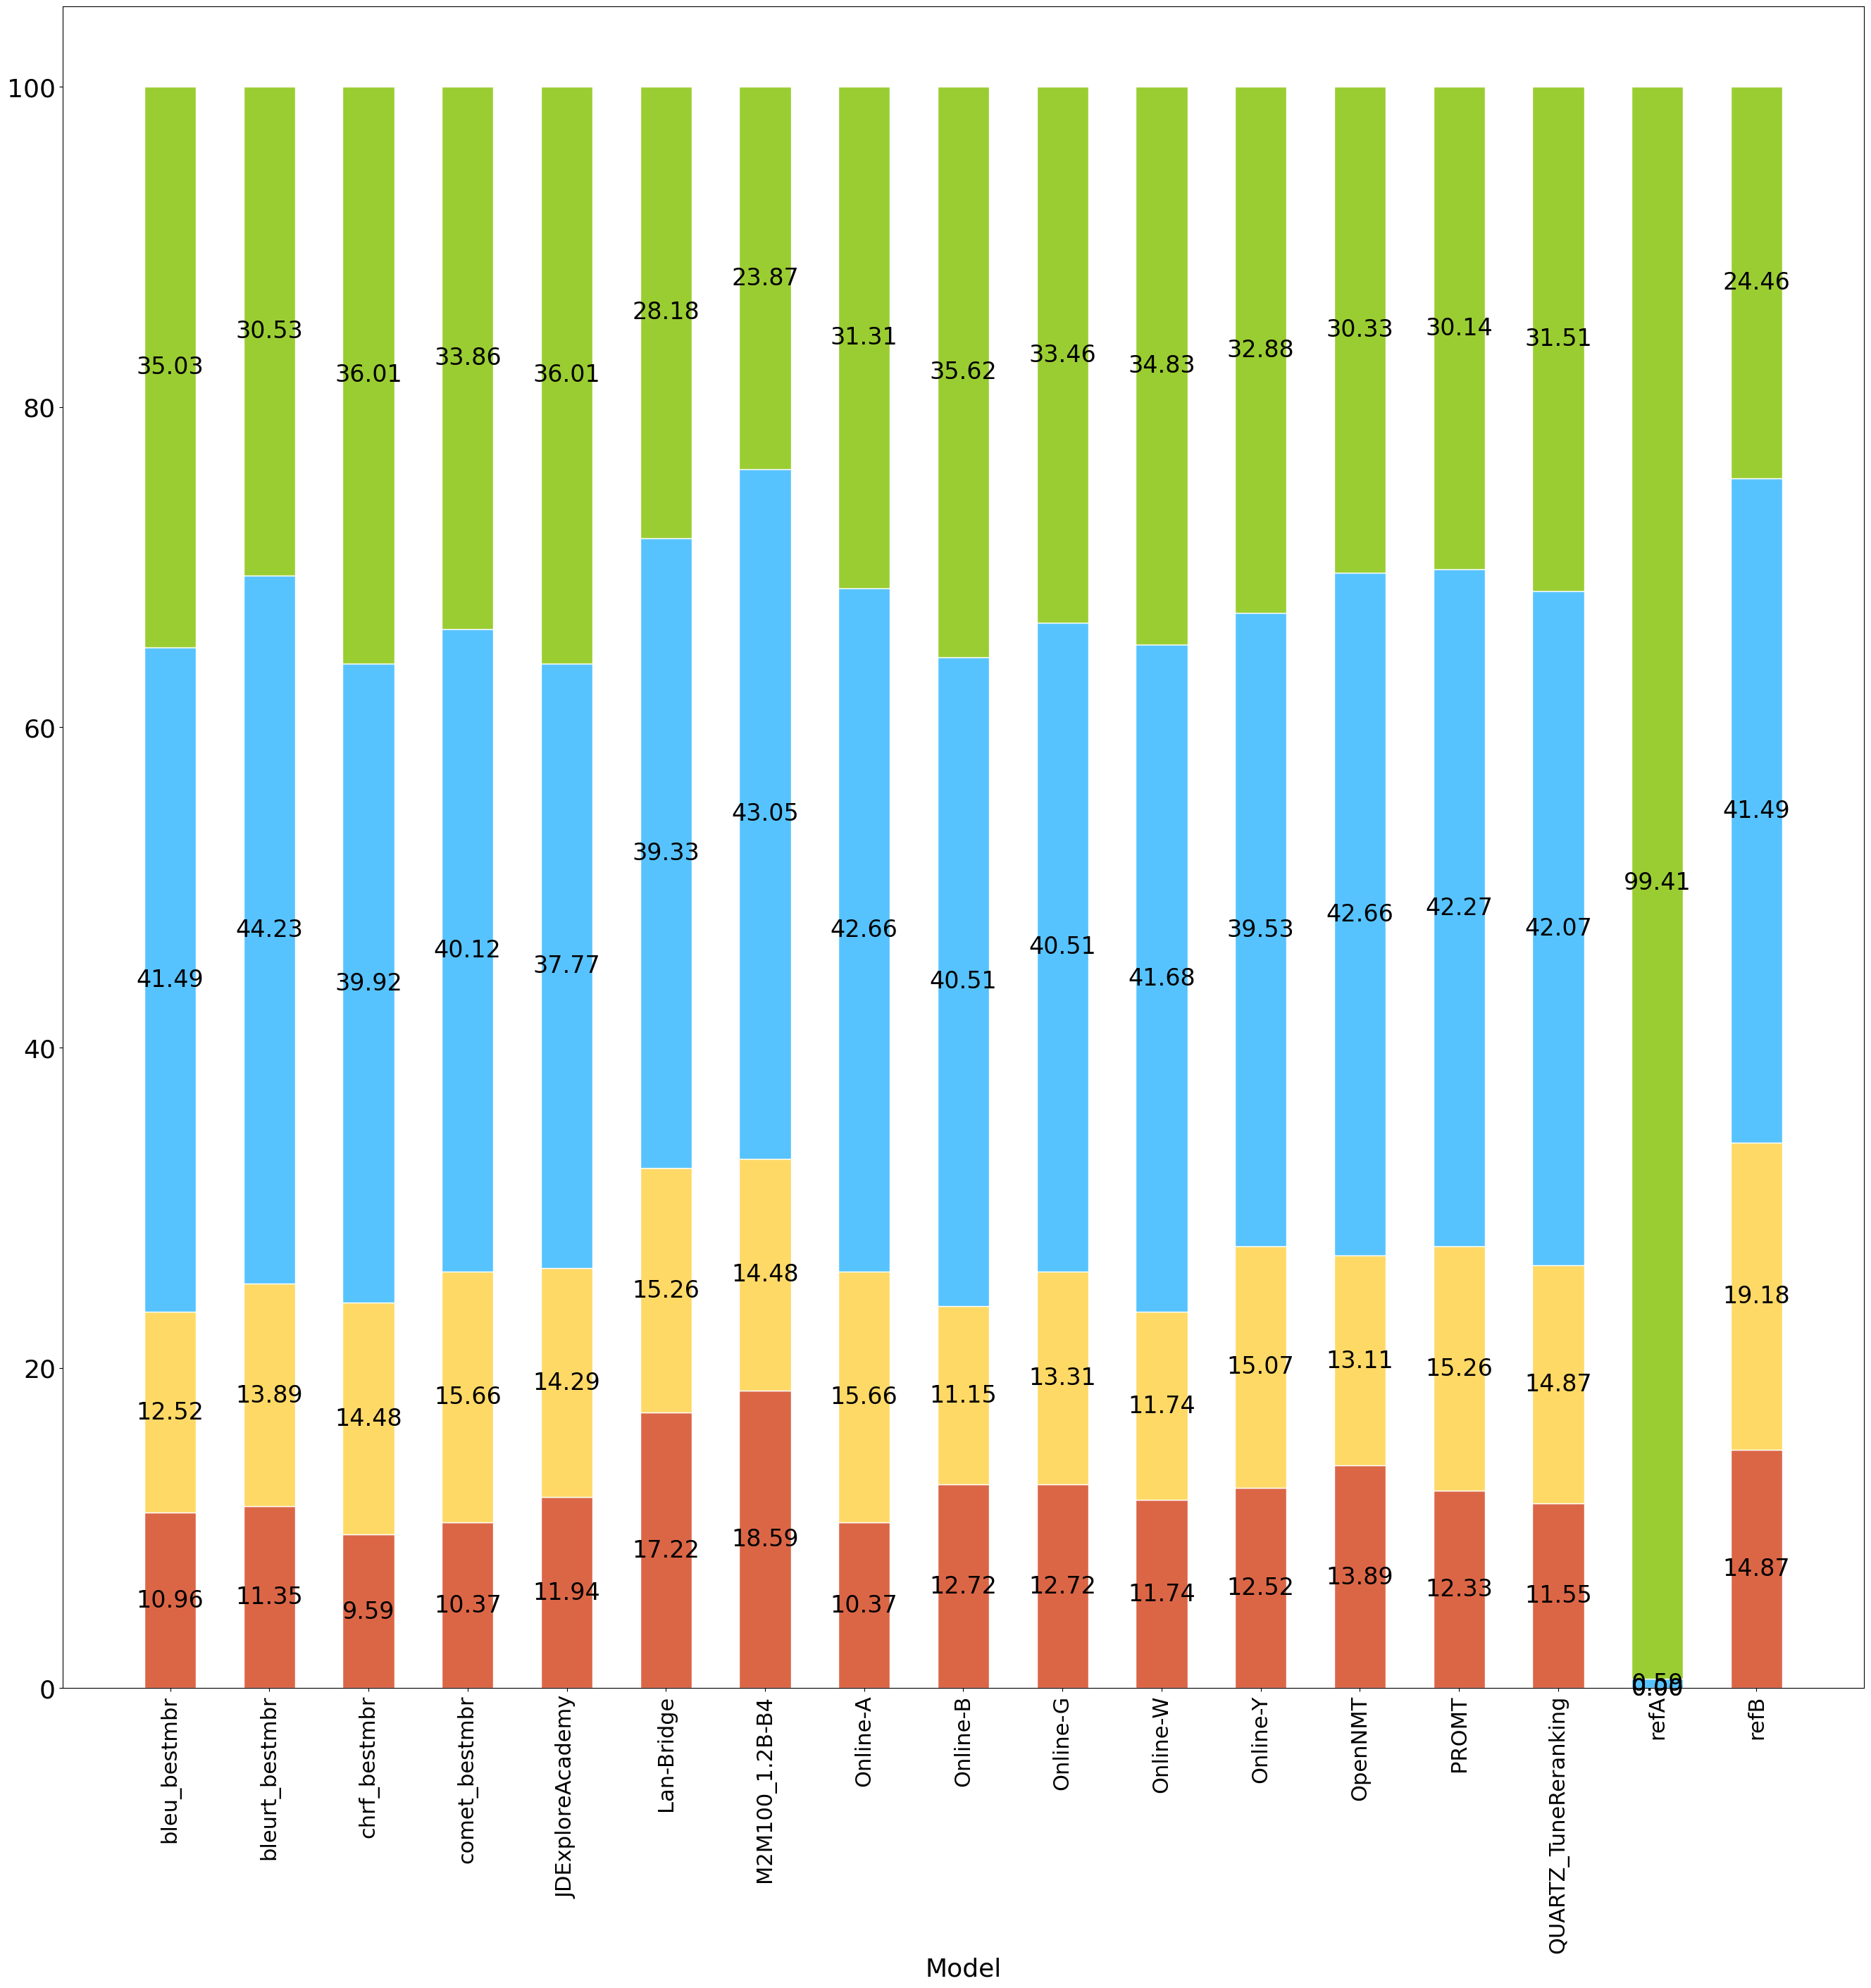 100
80
60
40
20
0
35.03 30.53 36.01 33.86 36.01 28.18 23.87 31.31 35.62 33.46 34.83 32.88 30.33 30.14 31.51 99.41 24.46
41.49 44.23 39.92 40.12 37.77 39.33 43.05 42.66 40.51 40.51 41.68 39.53 42.66 42.27 42.07 0.59 41.49
12.52 13.89 14.48 15.66 14.29 15.26 14.48 15.66 11.15 13.31 11.74 15.07 13.11 15.26 14.87 19.18
10.96 11.35 9.59 10.37 11.94 17.22 18.59 10.37 12.72 12.72 11.74 12.52 13.89 12.33 11.55 14.87
bleu_bestmbr
bleurt_bestmbr
chrf_bestmbr
comet_bestmbr
JDExploreAcademy
Lan-Bridge
M2M100_1.2B-B4
Online-A
Online-B
Online-G
Online-W
Online-Y
OpenNMT
PROMT
QUARTZ_TuneReranking
refA
refB
Model